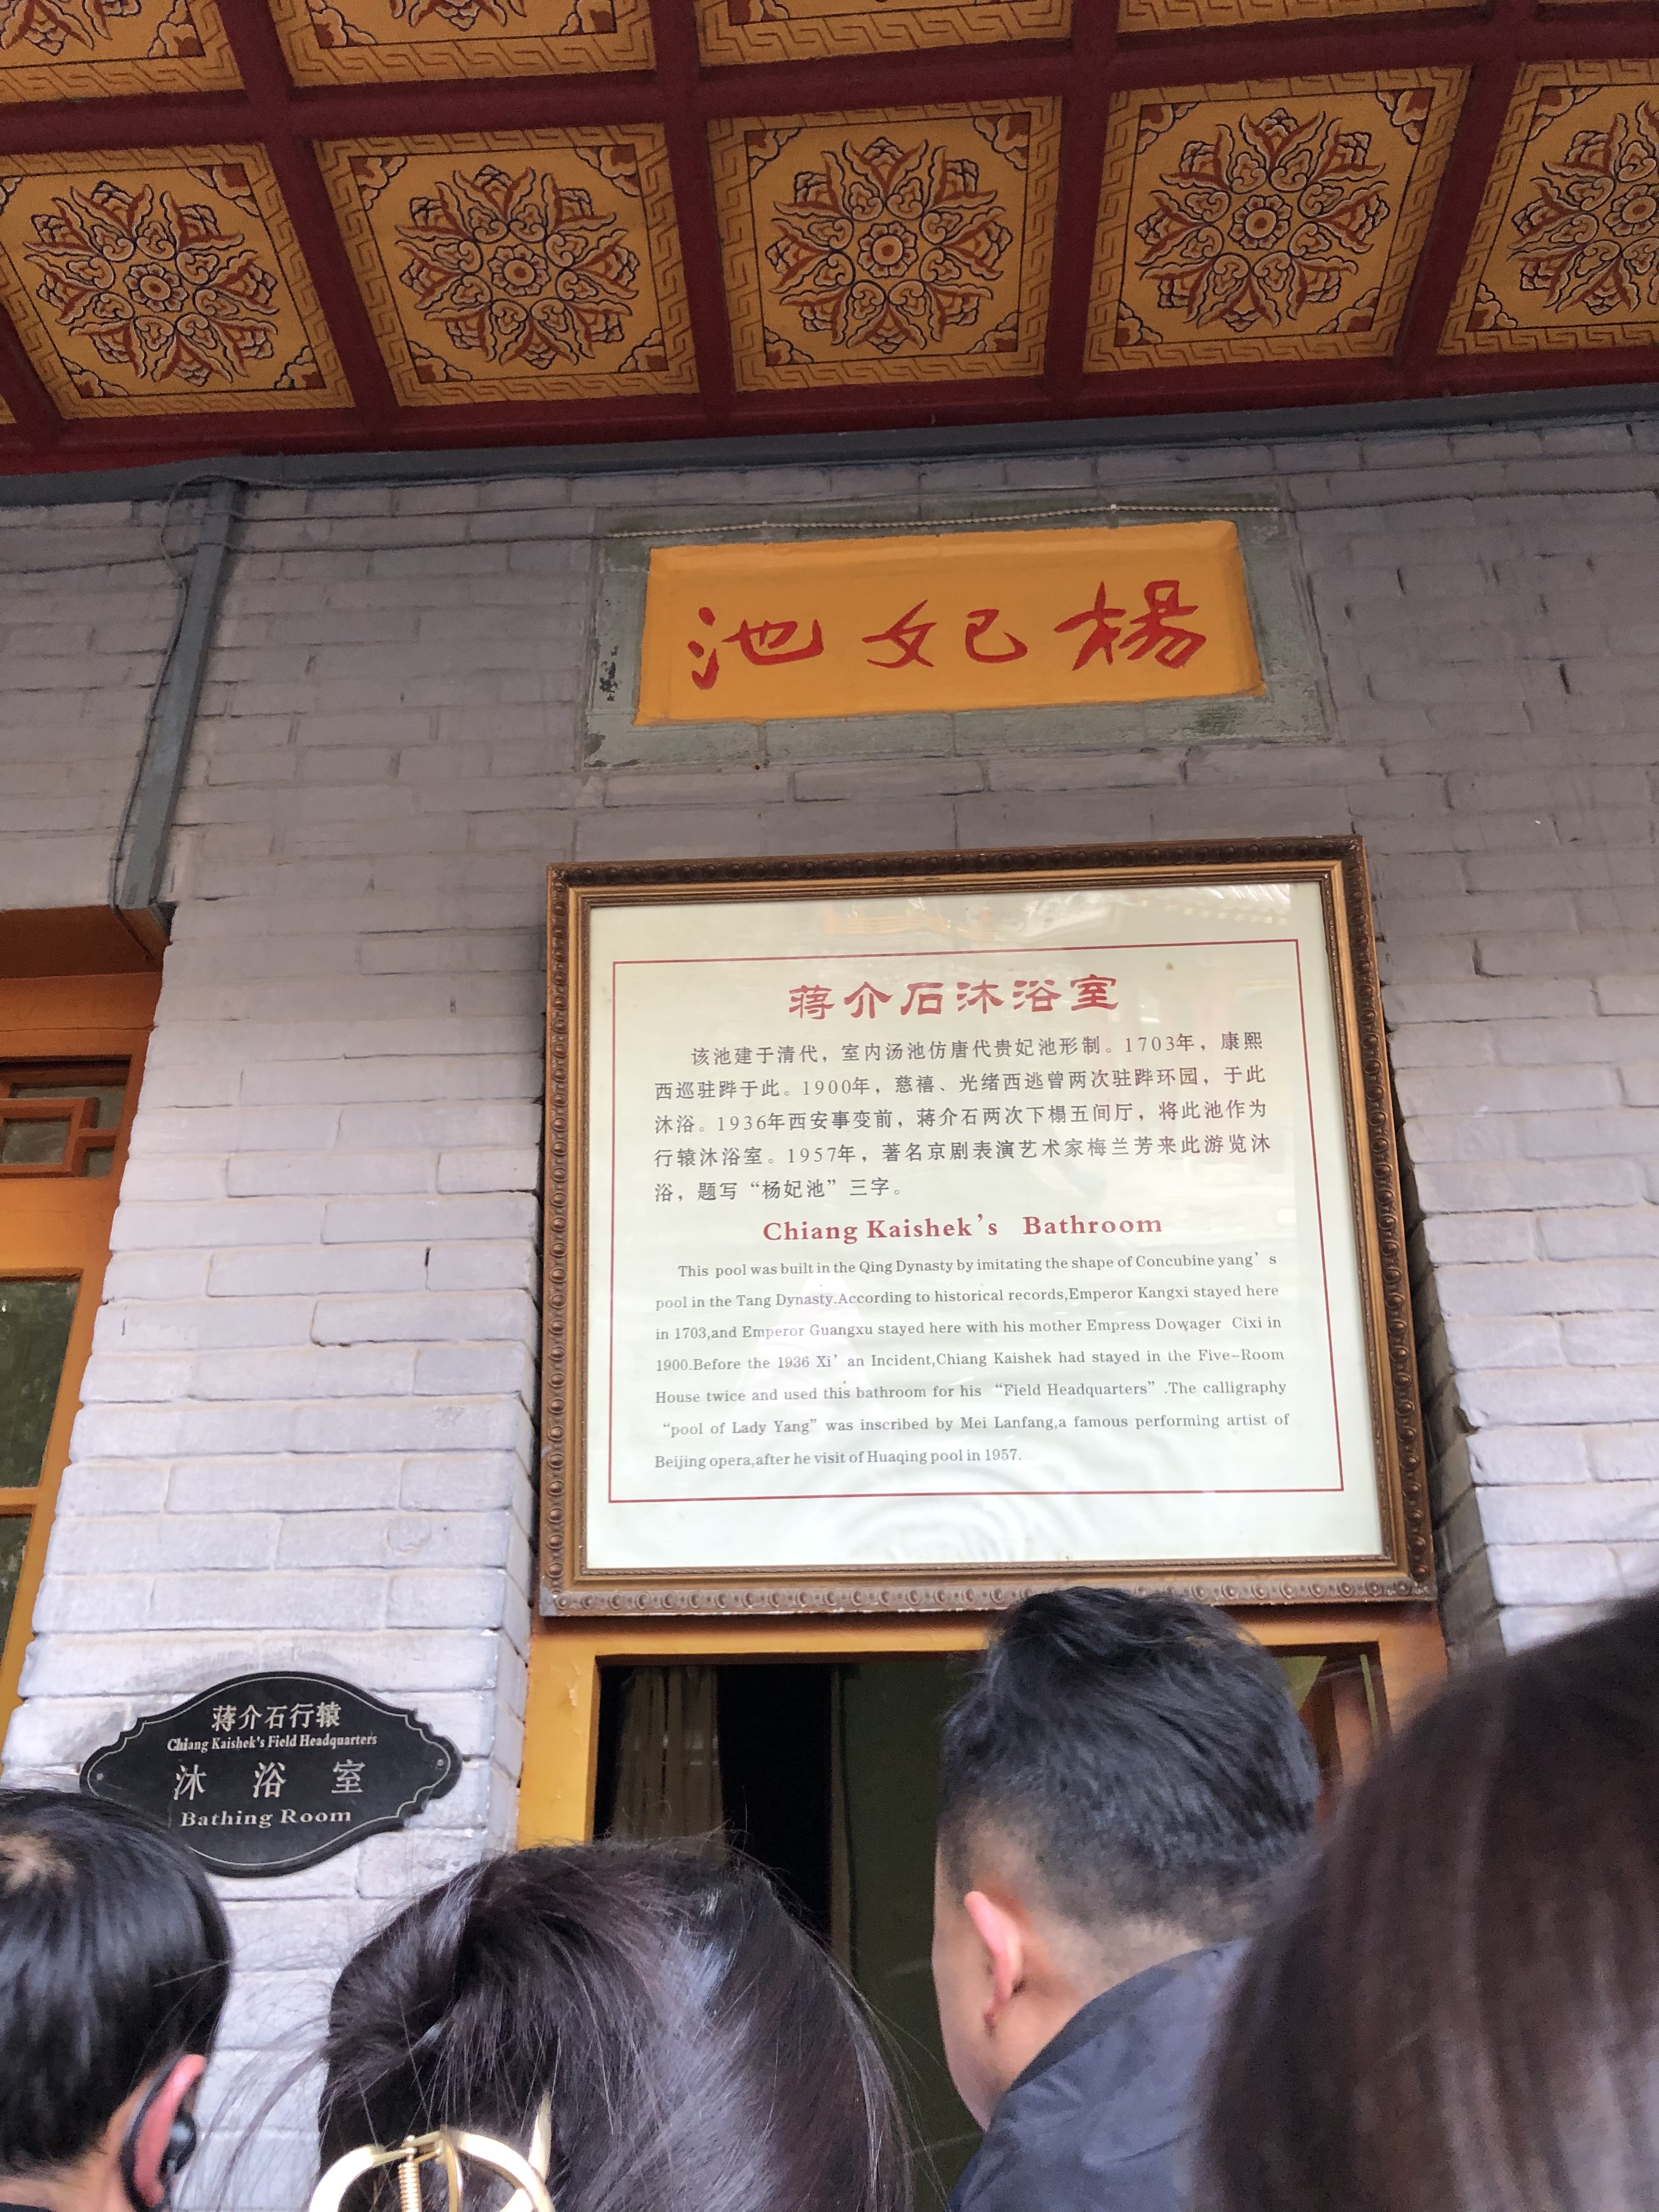 楊妃池
蒋介石沐浴室
该池建于清代，室内汤池仿唐代贵妃池形制。1703年，康熙
西巡驻跸于此。1900年，慈禧、光绪西逃曾两次驻跸环园，于此
沐浴。1936年西安事变前，蒋介石两次下榻五间厅，将此池作为
行辕沐浴室。1957年，著名京剧表演艺术家梅兰芳来此游览沐
浴，题写“杨妃池”三字。
Chiang Kaishek’s Bathroom
This pool was built in the Qing Dynasty by imitating the shape of Concubine yang’s
pool in the Tang Dynasty.According to historical records,Emperor Kangxi stayed here
in 1703,and Emperor Guangxu stayed here with his mother Empress Dowager Cixi in
1900.Before the 1936 Xi’an Incident,Chiang Kaishek had stayed in the Five-Room
House twice and used this bathroom for his “Field Headquarters”.The calligraphy
“pool of Lady Yang” was inscribed by Mei Lanfang,a famous performing artist of
Beijing opera,after he visit of Huaqing pool in 1957.
蒋介石行辕
Chiang Kaishek's Field Headquarters
沐浴室
Bathing Room